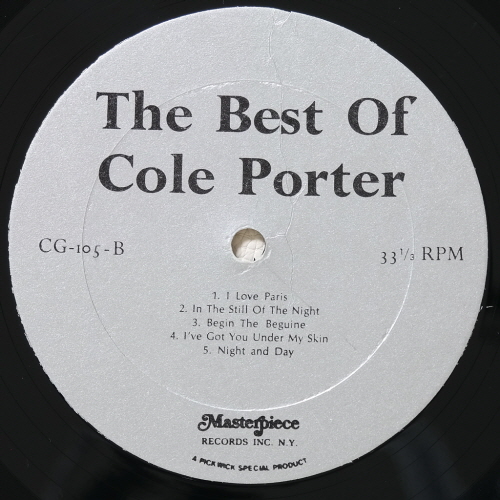 The Best Of
Cole Porter
CG-105-B
33 1/3 RPM
1. I Love Paris
2. In The Still Of The Night
3. Begin The Beguine
4. I've Got You Under My Skin
5. Night and Day
Masterpiece
RECORDS INC. N.Y.
A PICKWICK SPECIAL PRODUCT